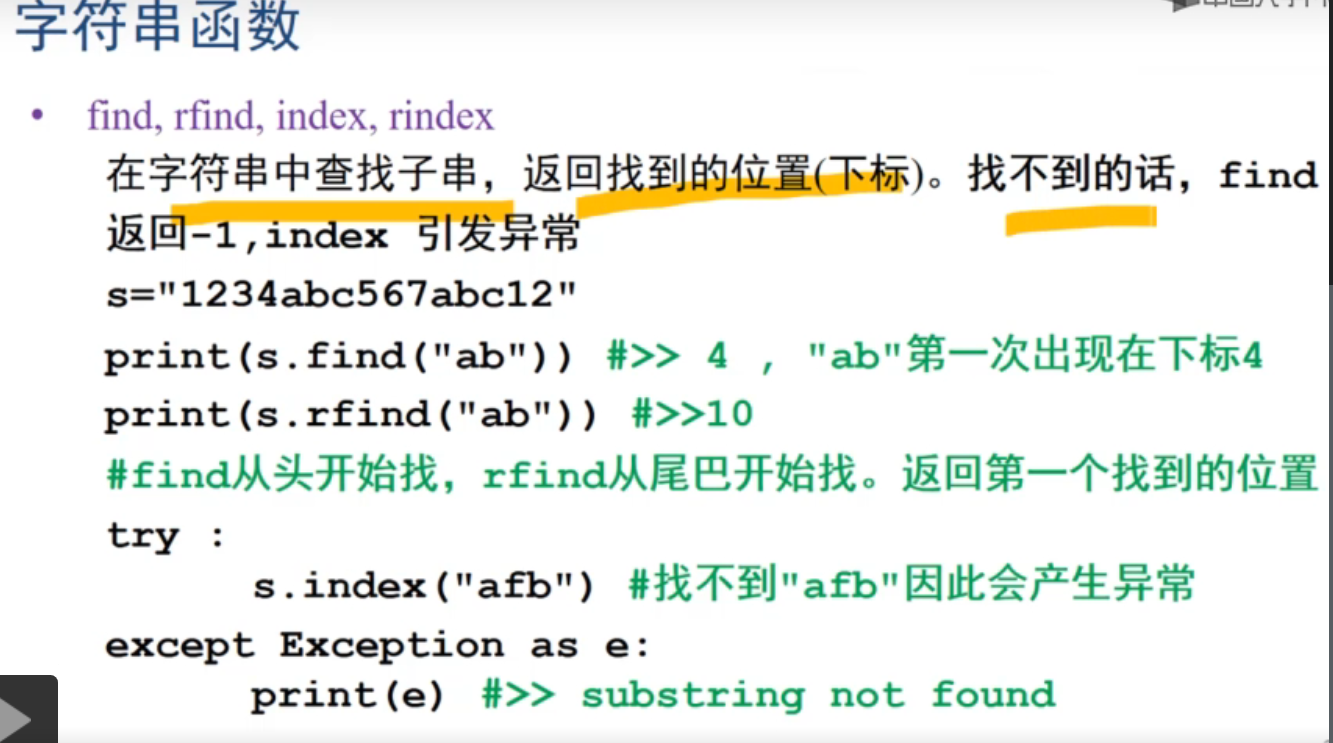 字符串函数
• find, rfind, index, rindex
在字符串中查找子串，返回找到的位置(下标)。找不到的话，find
返回-1,index 引发异常
s="1234abc567abc12"
print(s.find("ab")) #>> 4 , "ab"第一次出现在下标4
print(s.rfind("ab")) #>>10
#find从头开始找，rfind从尾巴开始找。返回第一个找到的位置
try :
s.index("afb") #找不到"afb"因此会产生异常
except Exception as e:
print(e) #>> substring not found